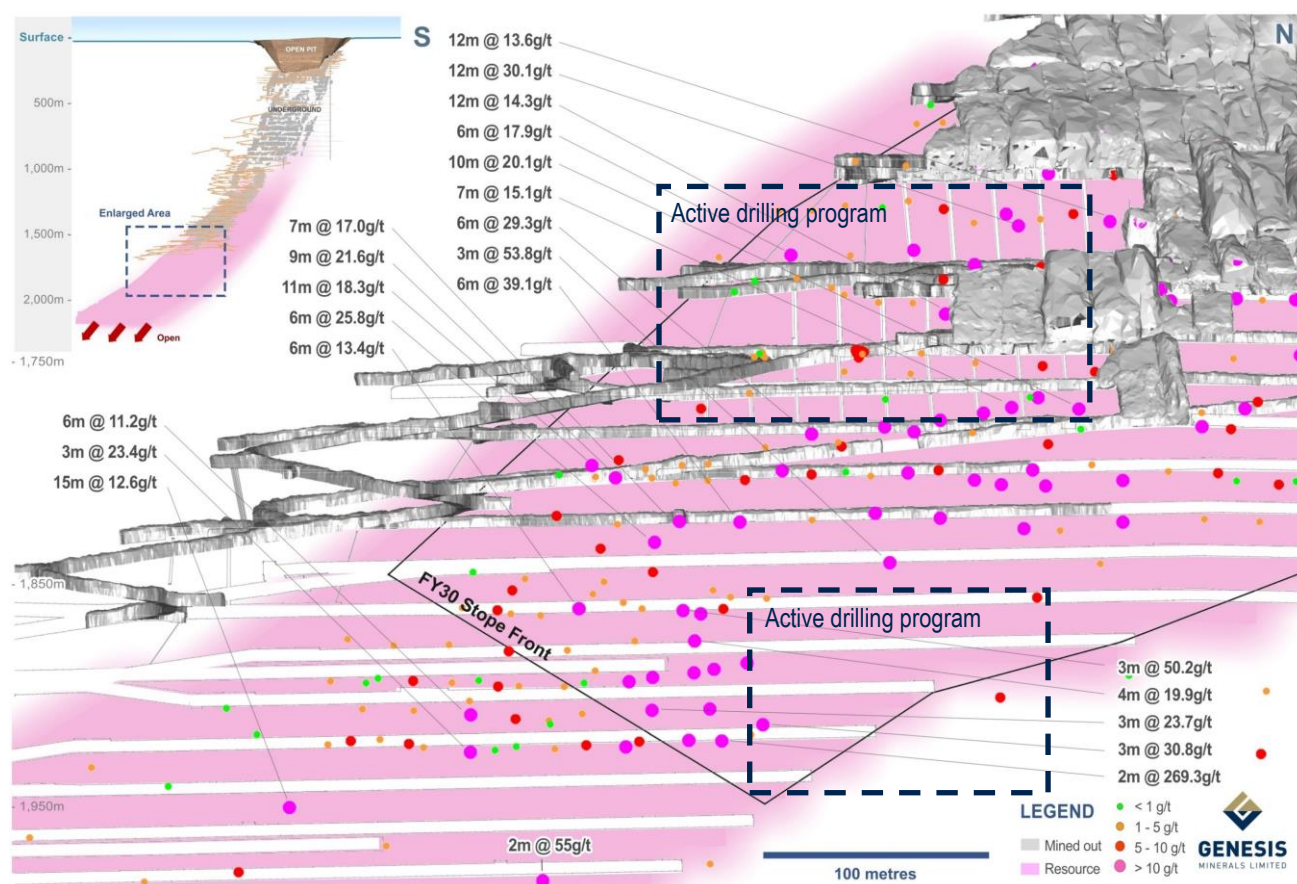 Surface
S
N
OPEN PIT
UNDERGROUND
500m
1,000m
1,500m
2,000m
Enlarged Area
Open
12m @ 13.6g/t
12m @ 30.1g/t
12m @ 14.3g/t
6m @ 17.9g/t
10m @ 20.1g/t
7m @ 15.1g/t
6m @ 29.3g/t
3m @ 53.8g/t
6m @ 39.1g/t
7m @ 17.0g/t
9m @ 21.6g/t
11m @ 18.3g/t
6m @ 25.8g/t
6m @ 13.4g/t
6m @ 11.2g/t
3m @ 23.4g/t
15m @ 12.6g/t
Active drilling program
- 1,750m
- 1,850m
- 1,950m
FY30 Stope Front
Active drilling program
3m @ 50.2g/t
4m @ 19.9g/t
3m @ 23.7g/t
3m @ 30.8g/t
2m @ 269.3g/t
2m @ 55g/t
100 metres
LEGEND
Mined out
Resource
< 1 g/t
1 - 5 g/t
5 - 10 g/t
> 10 g/t
GENESIS
MINERALS LIMITED